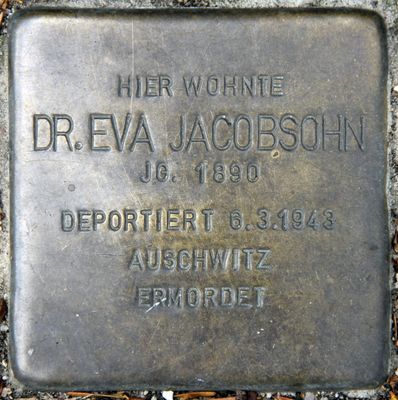 HIER WOHNTE
DR. EVA JACOBSOHN
JG. 1890
DEPORTIERT 6.3.1943
AUSCHWITZ
ERMORDET